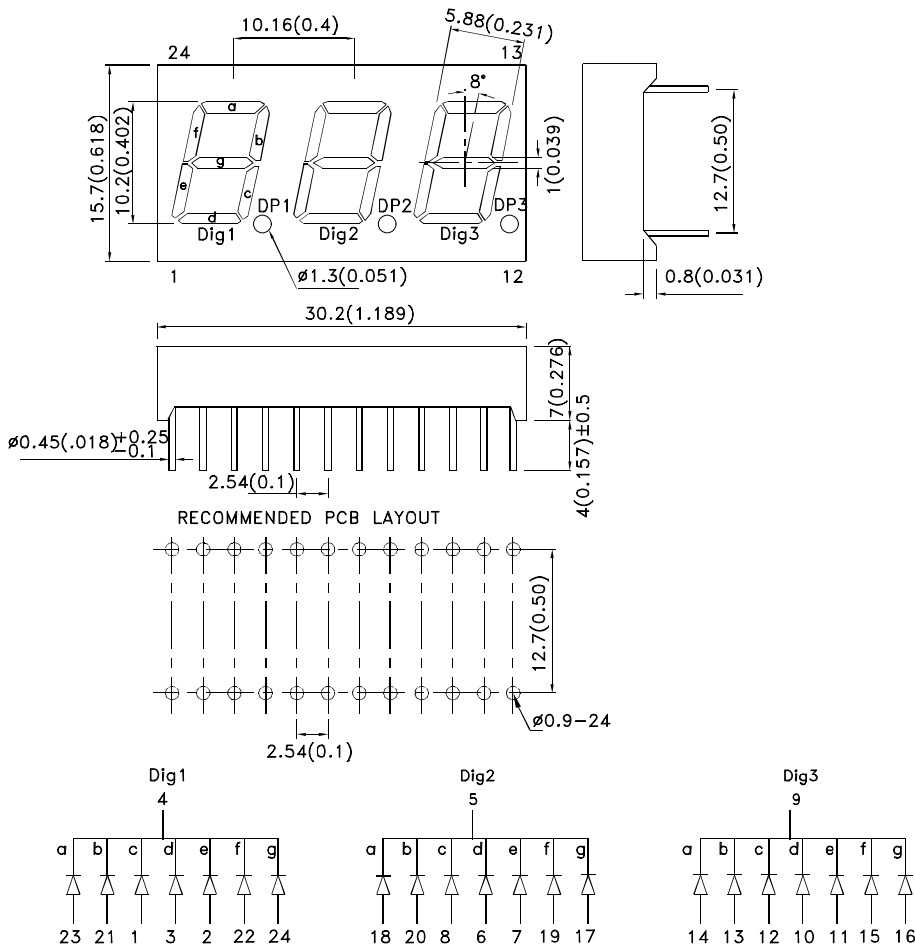 10.16(0.4)
5.88(0.231)
24
13
8°
a
f
b
g
e
c
d
15.7(0.618)
10.2(0.402)
1(0.039)
12.7(0.50)
DP1
DP2
DP3
Dig1
Dig2
Dig3
1
ø1.3(0.051)
12
0.8(0.031)
30.2(1.189)
7(0.276)
ø0.45(.018)+0.25
−0.1
4(0.157)±0.5
2.54(0.1)
RECOMMENDED PCB LAYOUT
12.7(0.50)
ø0.9−24
2.54(0.1)
Dig1
4
a b c d e f g
23 21 1 3 2 22 24
Dig2
5
a b c d e f g
18 20 8 6 7 19 17
Dig3
9
a b c d e f g
14 13 12 10 11 15 16